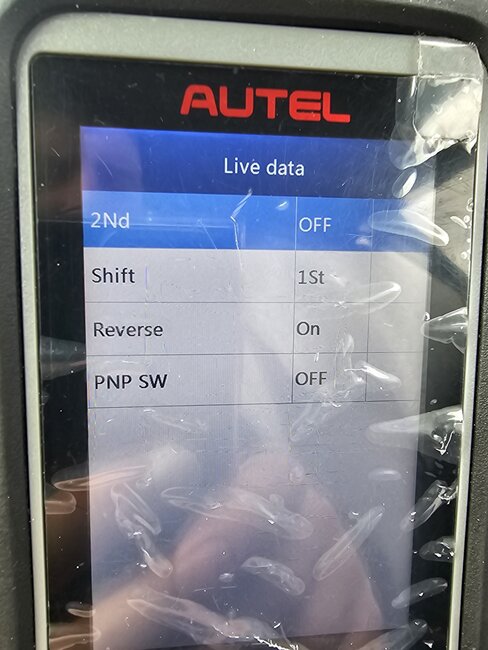 AUTEL
Live data
2Nd OFF
Shift 1St
Reverse On
PNP SW OFF